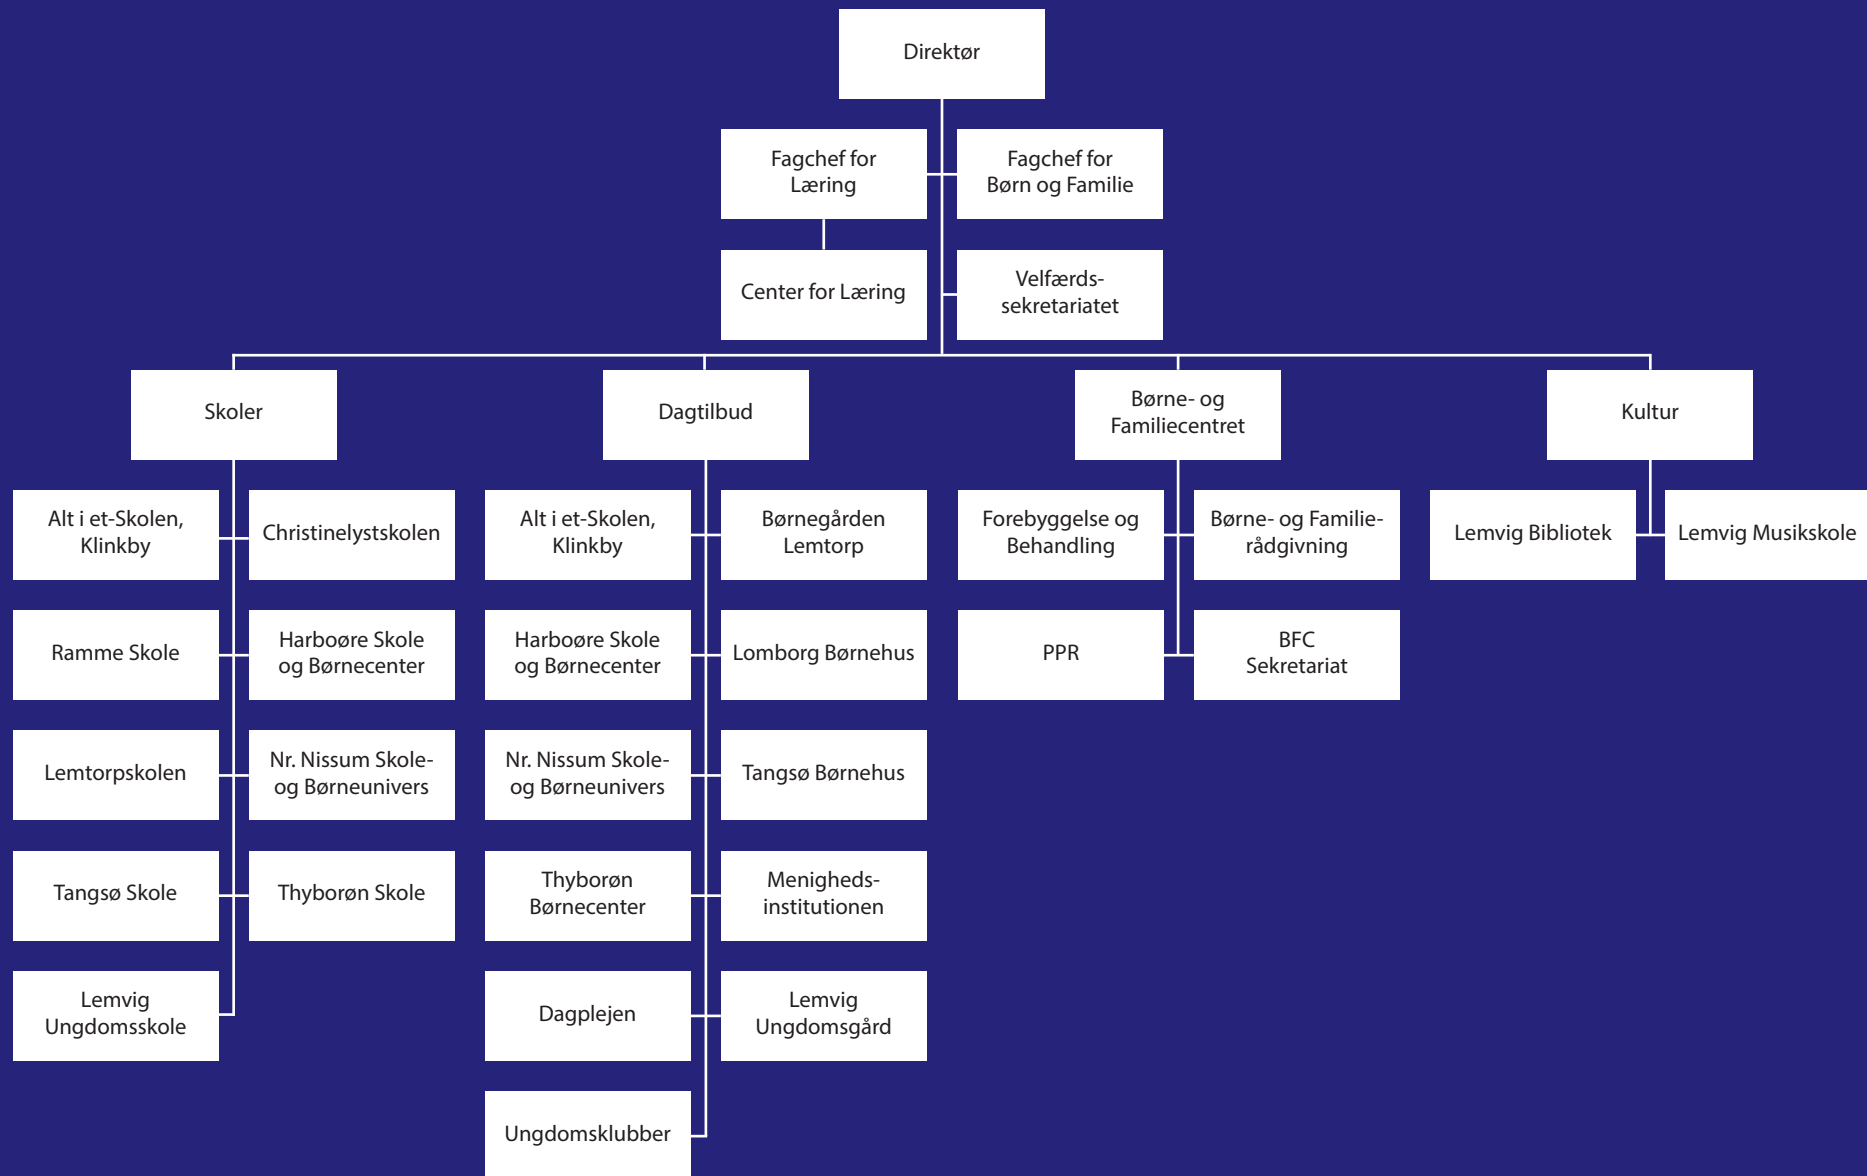 Direktør
Fagchef for
Læring
Fagchef for
Børn og Familie
Center for Læring
Velfærds-
sekretariatet
Skoler
Dagtilbud
Børne- og
Familiecentret
Kultur
Alt i et-Skolen,
Klinkby
Christinelystskolen
Ramme Skole
Harboøre Skole
og Børnecenter
Lemtorpskolen
Nr. Nissum Skole-
og Børneunivers
Tangsø Skole
Thyborøn Skole
Lemvig
Ungdomsskole
Alt i et-Skolen,
Klinkby
Børnegården
Lemtorp
Harboøre Skole
og Børnecenter
Lomborg Børnehus
Nr. Nissum Skole-
og Børneunivers
Tangsø Børnehus
Thyborøn
Børnecenter
Menigheds-
institutionen
Dagplejen
Lemvig
Ungdomsgård
Ungdomsklubber
Forebyggelse og
Behandling
Børne- og Familie-
rådgivning
PPR
BFC
Sekretariat
Lemvig Bibliotek
Lemvig Musikskole